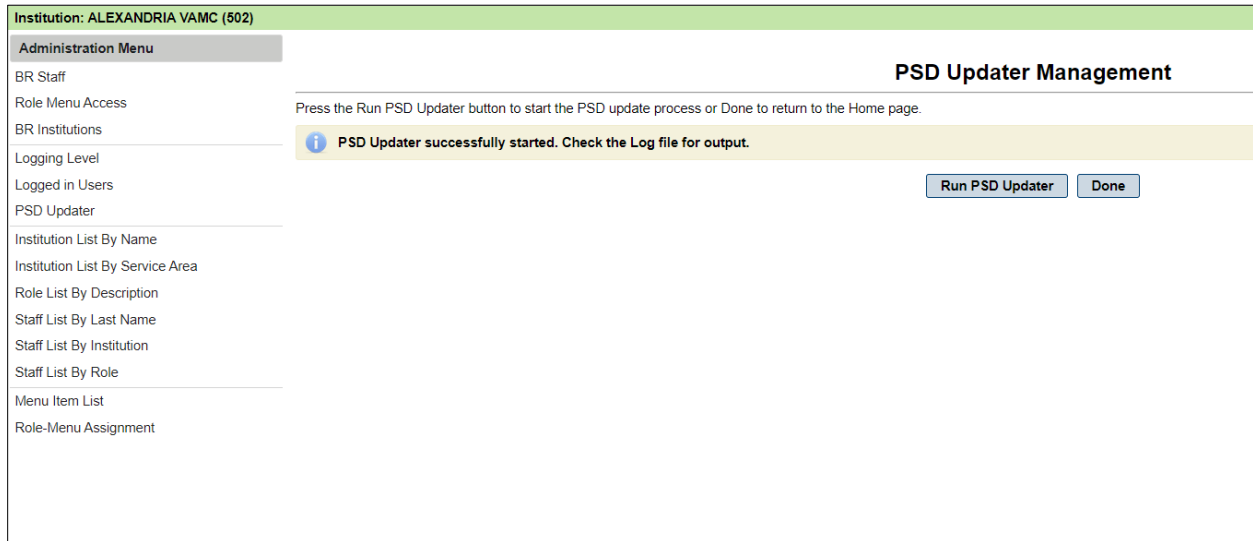 Institution: ALEXANDRIA VAMC (502)
Administration Menu
BR Staff
Role Menu Access
BR Institutions
Logging Level
Logged in Users
PSD Updater
Institution List By Name
Institution List By Service Area
Role List By Description
Staff List By Last Name
Staff List By Institution
Staff List By Role
Menu Item List
Role-Menu Assignment
PSD Updater Management
Press the Run PSD Updater button to start the PSD update process or Done to return to the Home page.
PSD Updater successfully started. Check the Log file for output.
Run PSD Updater
Done